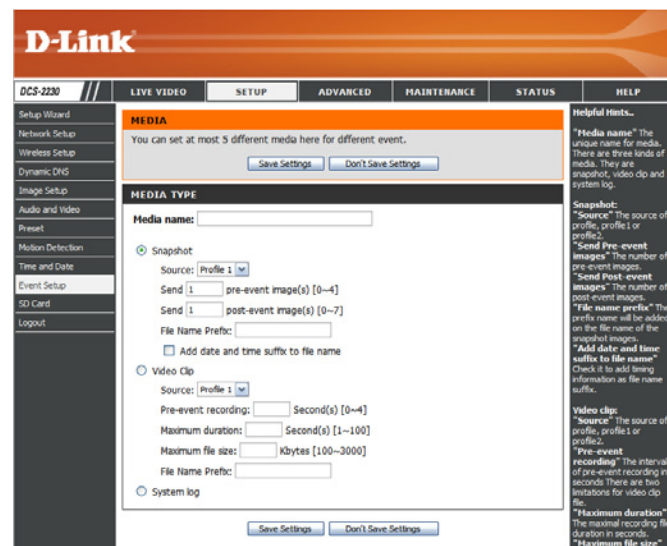 D-Link
DCS-2230
LIVE VIDEO
SETUP
ADVANCED
MAINTENANCE
STATUS
HELP
Setup Wizard
Network Setup
Wireless Setup
Dynamic DNS
Image Setup
Audio and Video
Preset
Motion Detection
Time and Date
Event Setup
SD Card
Logout
MEDIA
You can set at most 5 different media here for different event.
Save Settings
Don't Save Settings
MEDIA TYPE
Media name:
Snapshot
Source: Profile 1
Send 1 pre-event image(s) [0~4]
Send 1 post-event image(s) [0~7]
File Name Prefix:
Add date and time suffix to file name
Video Clip
Source: Profile 1
Pre-event recording: Second(s) [0~4]
Maximum duration: Second(s) [1~100]
Maximum file size: Kbytes [100~3000]
File Name Prefix:
System log
Save Settings
Don't Save Settings
Helpful Hints..
"Media name" The
unique name for media.
There are three kinds of
media. They are
snapshot, video clip and
system log.
Snapshot:
"Source" The source of
profile, profile1 or
profile2.
"Send Pre-event
images" The number of
pre-event images.
"Send Post-event
images" The number of
post-event images.
"File name prefix" The
prefix name will be added
on the file name of the
snapshot images.
"Add date and time
suffix to file name"
Check it to add timing
information as file name
suffix.
Video clip:
"Source" The source of
profile, profile1 or
profile2.
"Pre-event
recording" The interval
of pre-event recording in
seconds There are two
limitations for video clip
file.
"Maximum duration"
The maximal recording file
duration in seconds.
"Maximum file size"